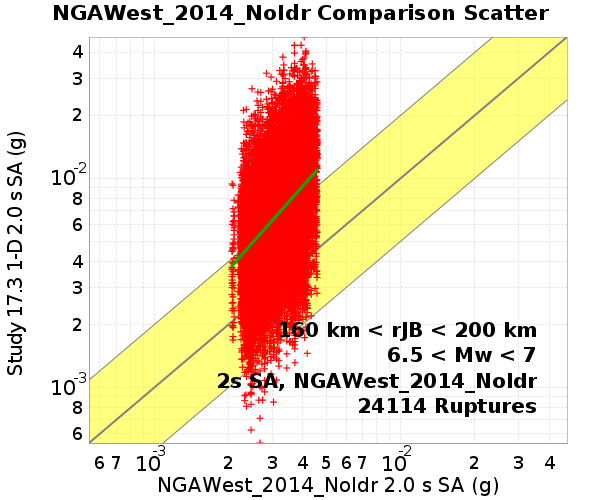 NGAWest_2014_NoIdr Comparison Scatter
Study 17.3 1-D 2.0 s SA (g)
4
3
2
10-2
8
6
4
3
2
10-3
8
6
160 km < rJB < 200 km
6.5 < Mw < 7
2s SA, NGAWest_2014_NoIdr
24114 Ruptures
6 7 10-3 2 3 4 5 6 7 10-2 2 3 4
NGAWest_2014_NoIdr 2.0 s SA (g)